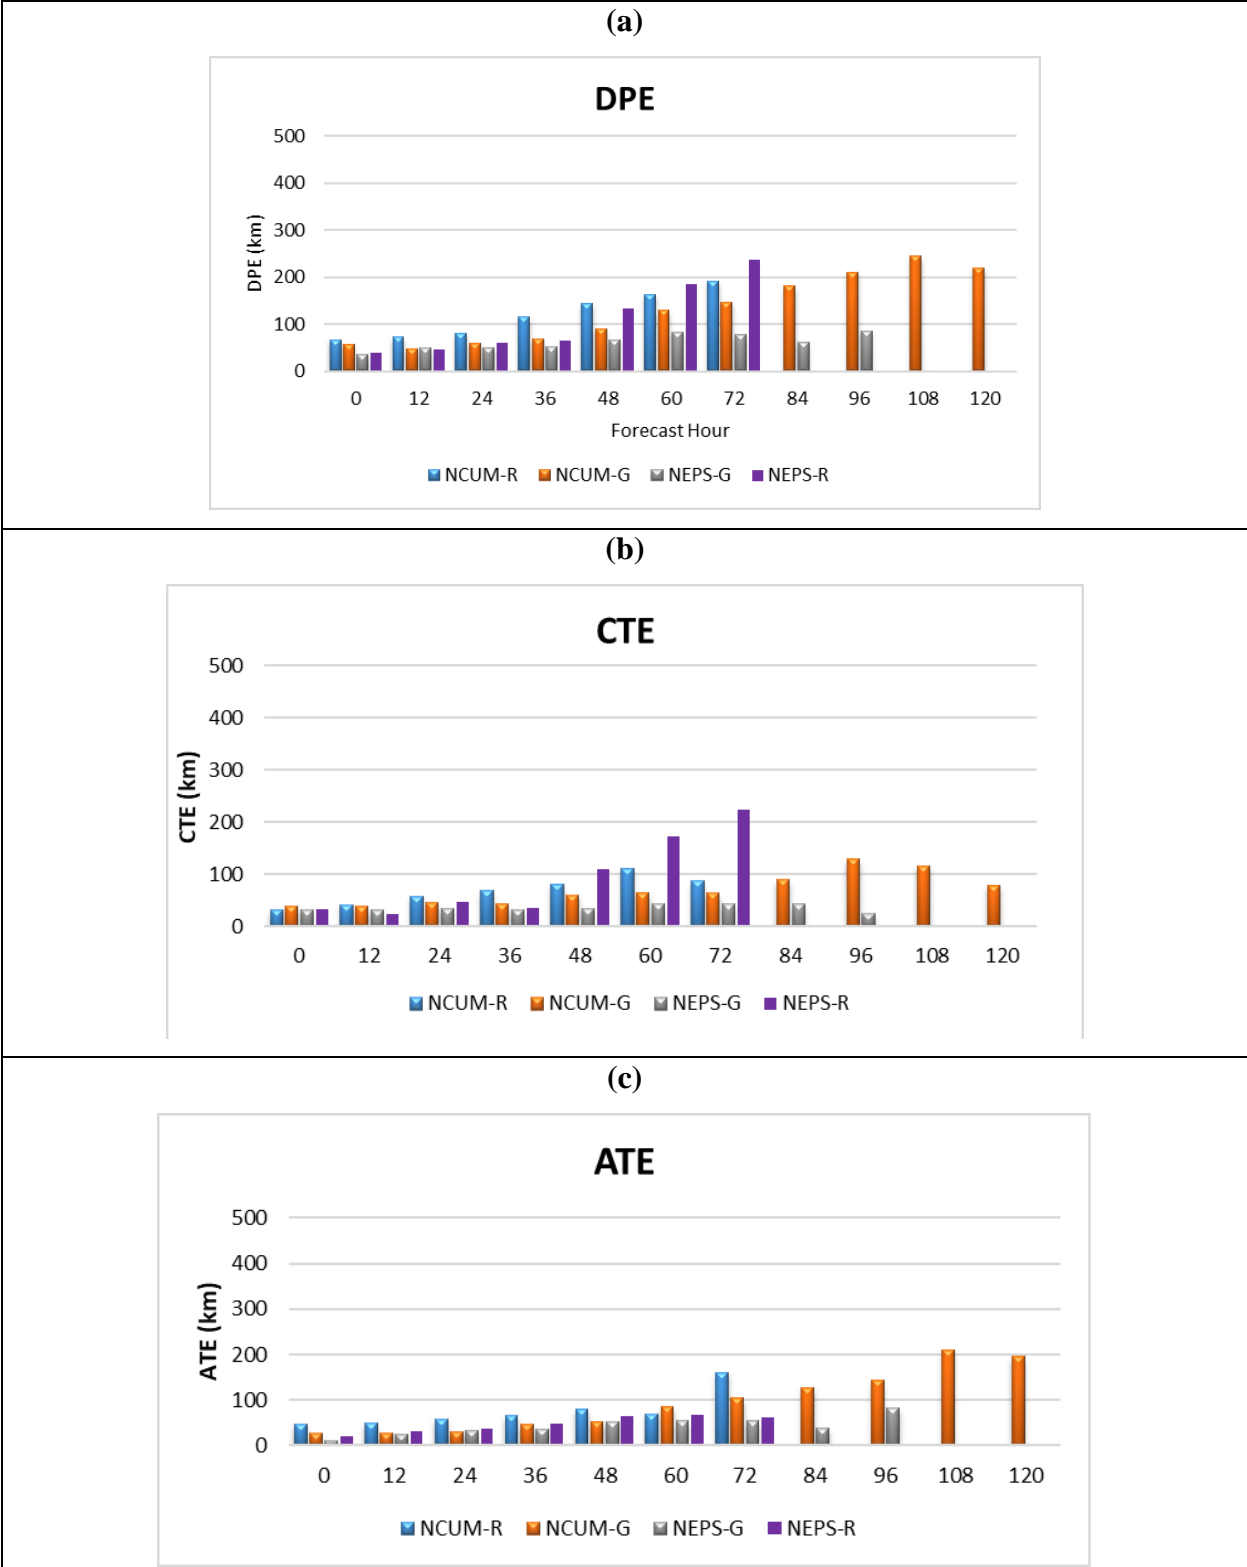 (a)
DPE
500
400
300
200
100
0
DPE (km)
0 12 24 36 48 60 72 84 96 108 120
Forecast Hour
NCUM-R NCUM-G NEPS-G NEPS-R
(b)
CTE
500
400
300
200
100
0
CTE (km)
0 12 24 36 48 60 72 84 96 108 120
NCUM-R NCUM-G NEPS-G NEPS-R
(c)
ATE
500
400
300
200
100
0
ATE (km)
0 12 24 36 48 60 72 84 96 108 120
NCUM-R NCUM-G NEPS-G NEPS-R